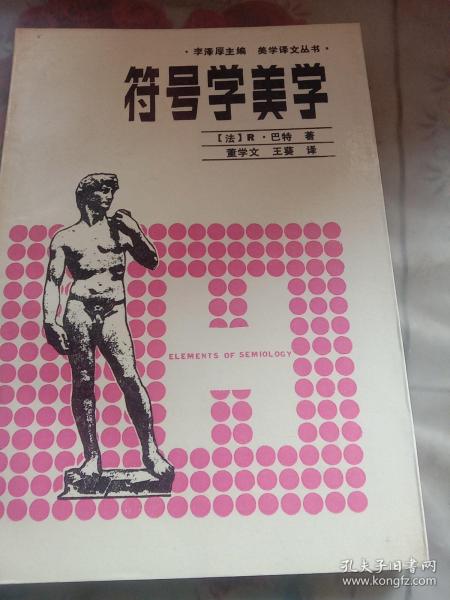 ·李泽厚主编 美学译文丛书·
符号学美学
〔法〕R·巴特 著
董学文 王葵 译
ELEMENTS OF SEMIOLOGY
孔夫子旧书网
www.kongfz.com